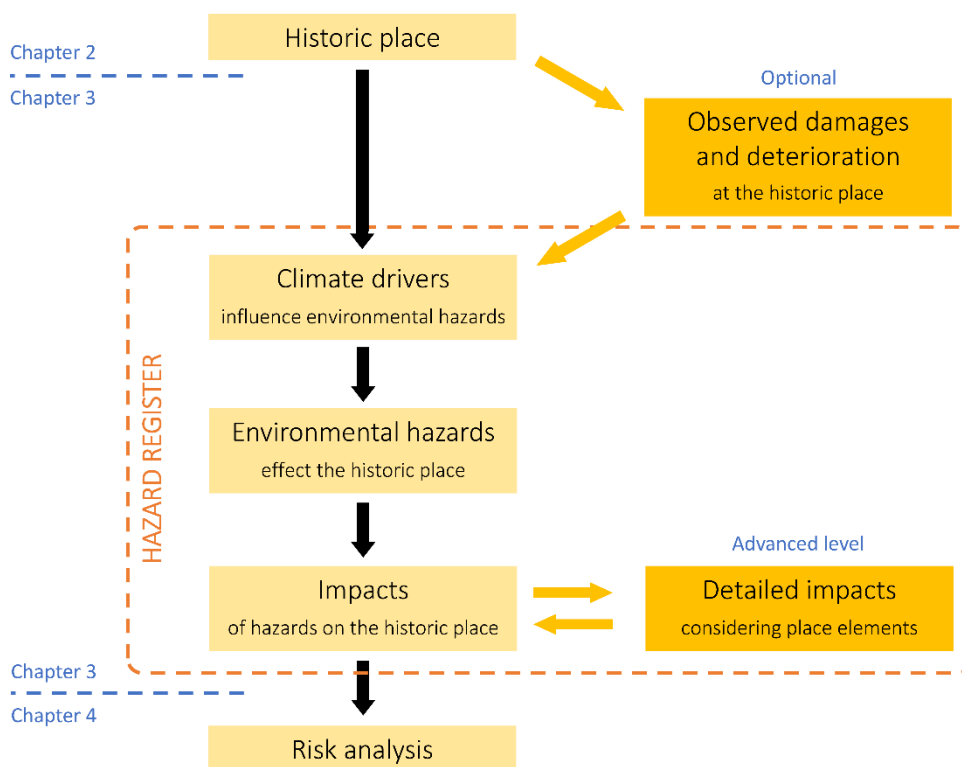 Historic place
Chapter 2
Chapter 3
Optional
Observed damages
and deterioration
at the historic place
Climate drivers
influence environmental hazards
HAZARD REGISTER
Environmental hazards
effect the historic place
Advanced level
Impacts
of hazards on the historic place
Detailed impacts
considering place elements
Chapter 3
Chapter 4
Risk analysis